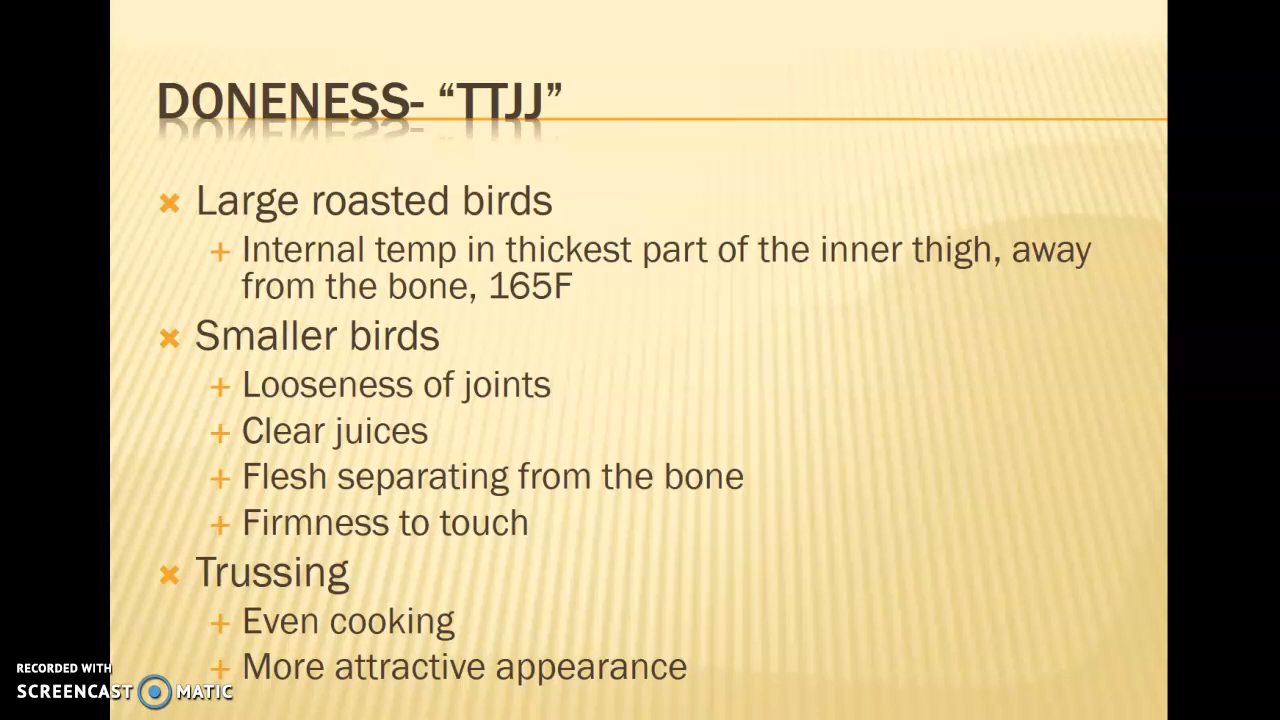 DONENESS- “TTJJ”
Large roasted birds
Internal temp in thickest part of the inner thigh, away
from the bone, 165F
Smaller birds
Looseness of joints
Clear juices
Flesh separating from the bone
Firmness to touch
Trussing
Even cooking
More attractive appearance
RECORDED WITH
SCREENCAST MATIC